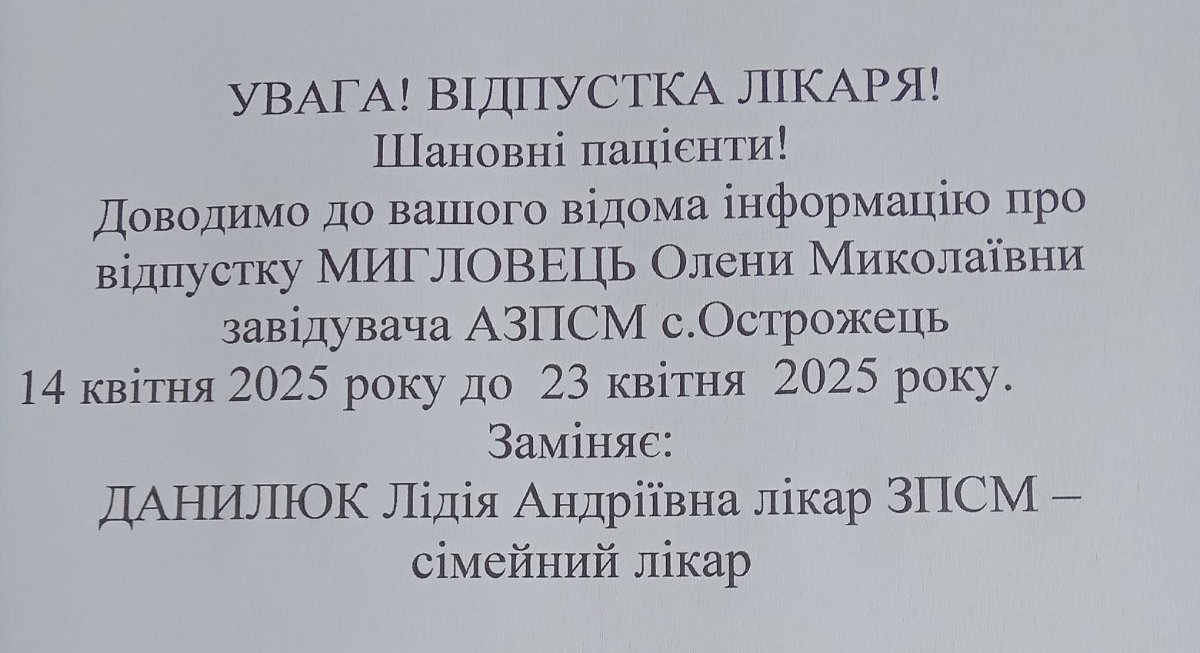 УВАГА! ВІДПУСТКА ЛІКАРЯ!
Шановні пацієнти!
Доводимо до вашого відома інформацію про
відпустку МИГЛОВЕЦЬ Олени Миколаївни
завідувача АЗПСМ с.Острожець
14 квітня 2025 року до 23 квітня 2025 року.
Заміняє:
ДАНИЛЮК Лідія Андріївна лікар ЗПСМ –
сімейний лікар